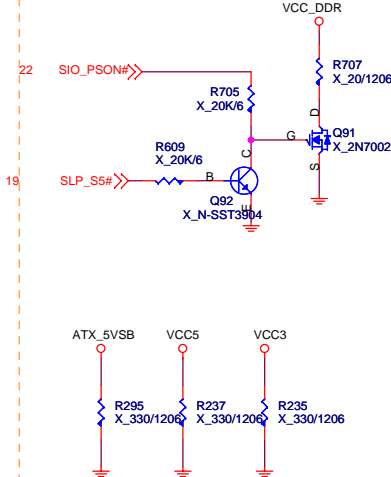 VCC_DDR
22 SIO_PSON#
R707
X_20/1206
R705
X_20K/6
D
G
Q91
X_2N7002
S
R609
X_20K/6
C
19 SLP_S5#
B
E
Q92
X_N-SST3904
ATX_5VSB VCC5 VCC3
R295 R237 R235
X_330/1206 X_330/1206 X_330/1206